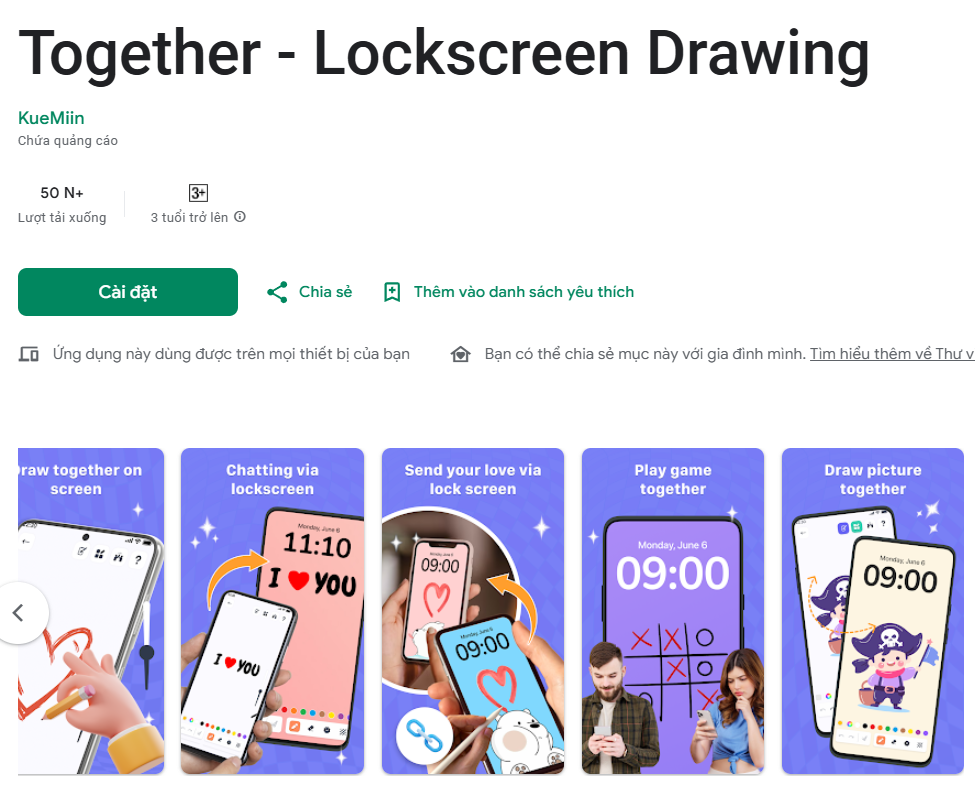 Together - Lockscreen Drawing
KueMiin
Chứa quảng cáo
50 N+
Lượt tải xuống
3+
3 tuổi trở lên
Cài đặt
Chia sẻ
Thêm vào danh sách yêu thích
Ứng dụng này dùng được trên mọi thiết bị của bạn
Bạn có thể chia sẻ mục này với gia đình mình. Tìm hiểu thêm về Thư v
raw together on
screen
?
Chatting via
lockscreen
Monday, June 6
11:10
I ❤ YOU
I ❤ YOU
Send your love via
lock screen
Monday, June 6
09:00
Monday, June 6
09:00
Play game
together
Monday, June 6
09:00
Draw picture
together
?
Monday, June 6
09:00